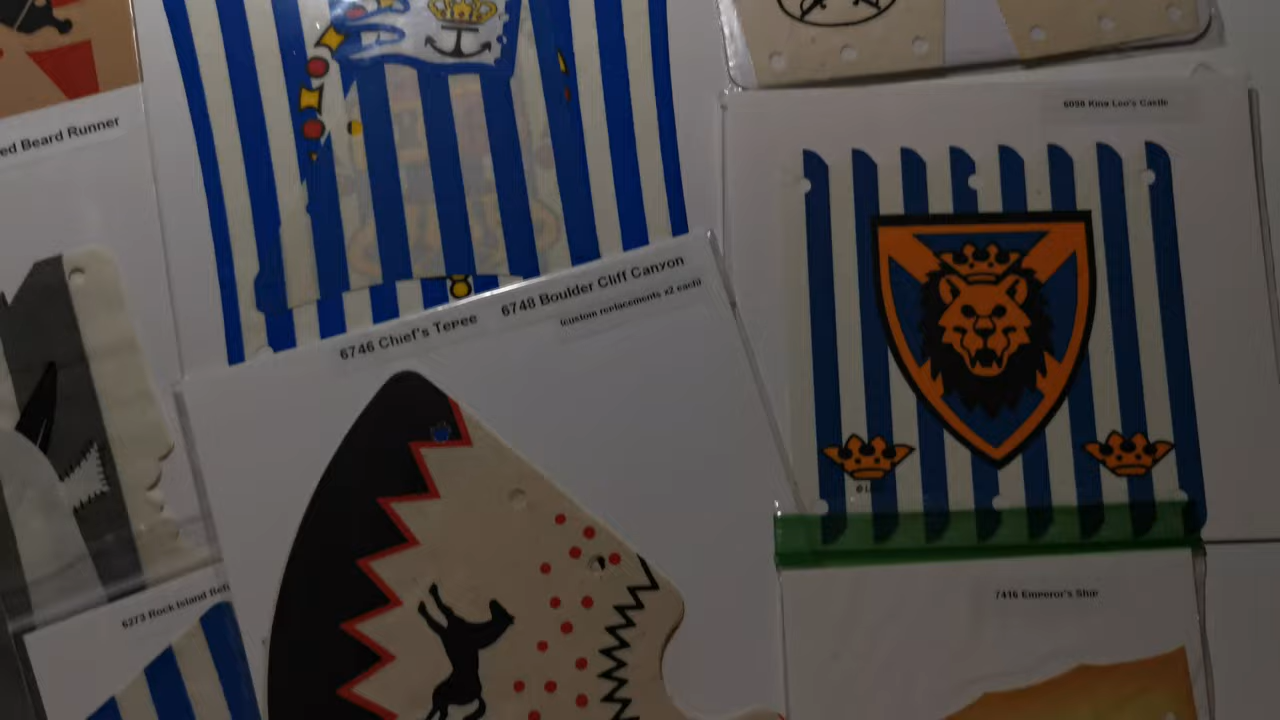 6098 King Leo's Castle
ed Beard Runner
6746 Chief's Tepee 6748 Boulder Cliff Canyon
(custom replacements x2 each)
7416 Emperor's Ship
6273 Rock Island Ref